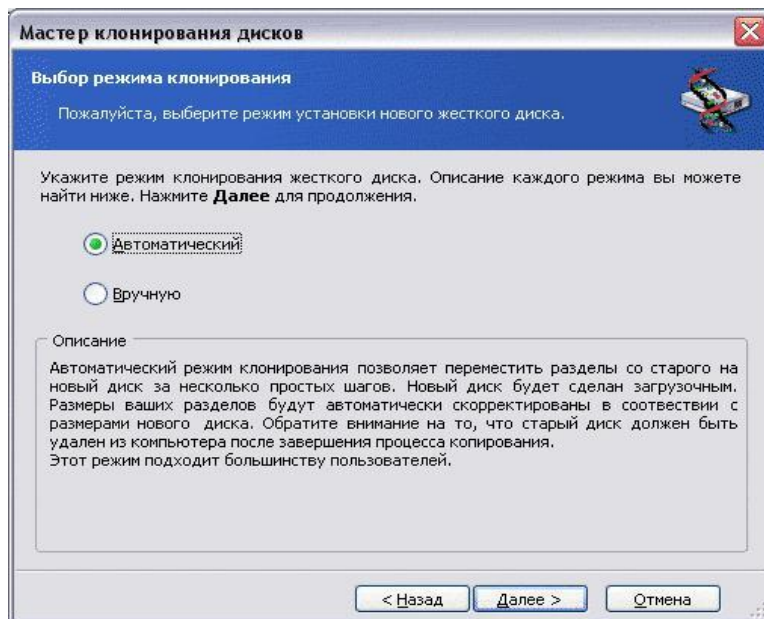 Мастер клонирования дисков
Выбор режима клонирования
Пожалуйста, выберите режим установки нового жесткого диска.
Укажите режим клонирования жесткого диска. Описание каждого режима вы можете
найти ниже. Нажмите Далее для продолжения.
Автоматический
Вручную
Описание
Автоматический режим клонирования позволяет переместить разделы со старого на
новый диск за несколько простых шагов. Новый диск будет сделан загрузочным.
Размеры ваших разделов будут автоматически скорректированы в соотвествии с
размерами нового диска. Обратите внимание на то, что старый диск должен быть
удален из компьютера после завершения процесса копирования.
Этот режим подходит большинству пользователей.
< Назад
Далее >
Отмена